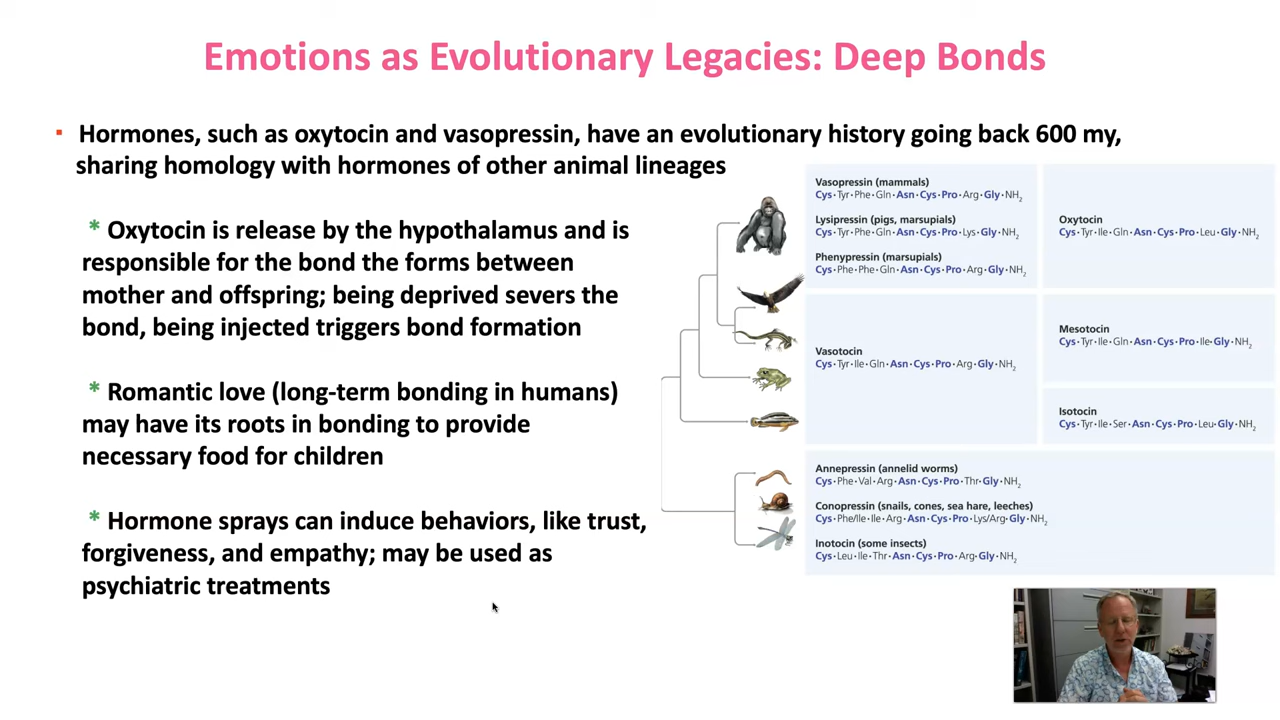 Emotions as Evolutionary Legacies: Deep Bonds
▪ Hormones, such as oxytocin and vasopressin, have an evolutionary history going back 600 my,
sharing homology with hormones of other animal lineages
* Oxytocin is release by the hypothalamus and is
responsible for the bond the forms between
mother and offspring; being deprived severs the
bond, being injected triggers bond formation
* Romantic love (long-term bonding in humans)
may have its roots in bonding to provide
necessary food for children
* Hormone sprays can induce behaviors, like trust,
forgiveness, and empathy; may be used as
psychiatric treatments
Vasopressin (mammals)
Cys·Tyr·Phe·Gln·Asn·Cys·Pro·Arg·Gly·NH2
Lysipressin (pigs, marsupials)
Cys·Tyr·Phe·Gln·Asn·Cys·Pro·Lys·Gly·NH2
Phenypressin (marsupials)
Cys·Phe·Phe·Gln·Asn·Cys·Pro·Arg·Gly·NH2
Oxytocin
Cys·Tyr·Ile·Gln·Asn·Cys·Pro·Leu·Gly·NH2
Vasotocin
Cys·Tyr·Ile·Gln·Asn·Cys·Pro·Arg·Gly·NH2
Mesotocin
Cys·Tyr·Ile·Gln·Asn·Cys·Pro·Ile·Gly·NH2
Isotocin
Cys·Tyr·Ile·Ser·Asn·Cys·Pro·Leu·Gly·NH2
Annepressin (annelid worms)
Cys·Phe·Val·Arg·Asn·Cys·Pro·Thr·Gly·NH2
Conopressin (snails, cones, sea hare, leeches)
Cys·Phe/Ile·Ile·Arg·Asn·Cys·Pro·Lys/Arg·Gly·NH2
Inotocin (some insects)
Cys·Leu·Ile·Thr·Asn·Cys·Pro·Arg·Gly·NH2